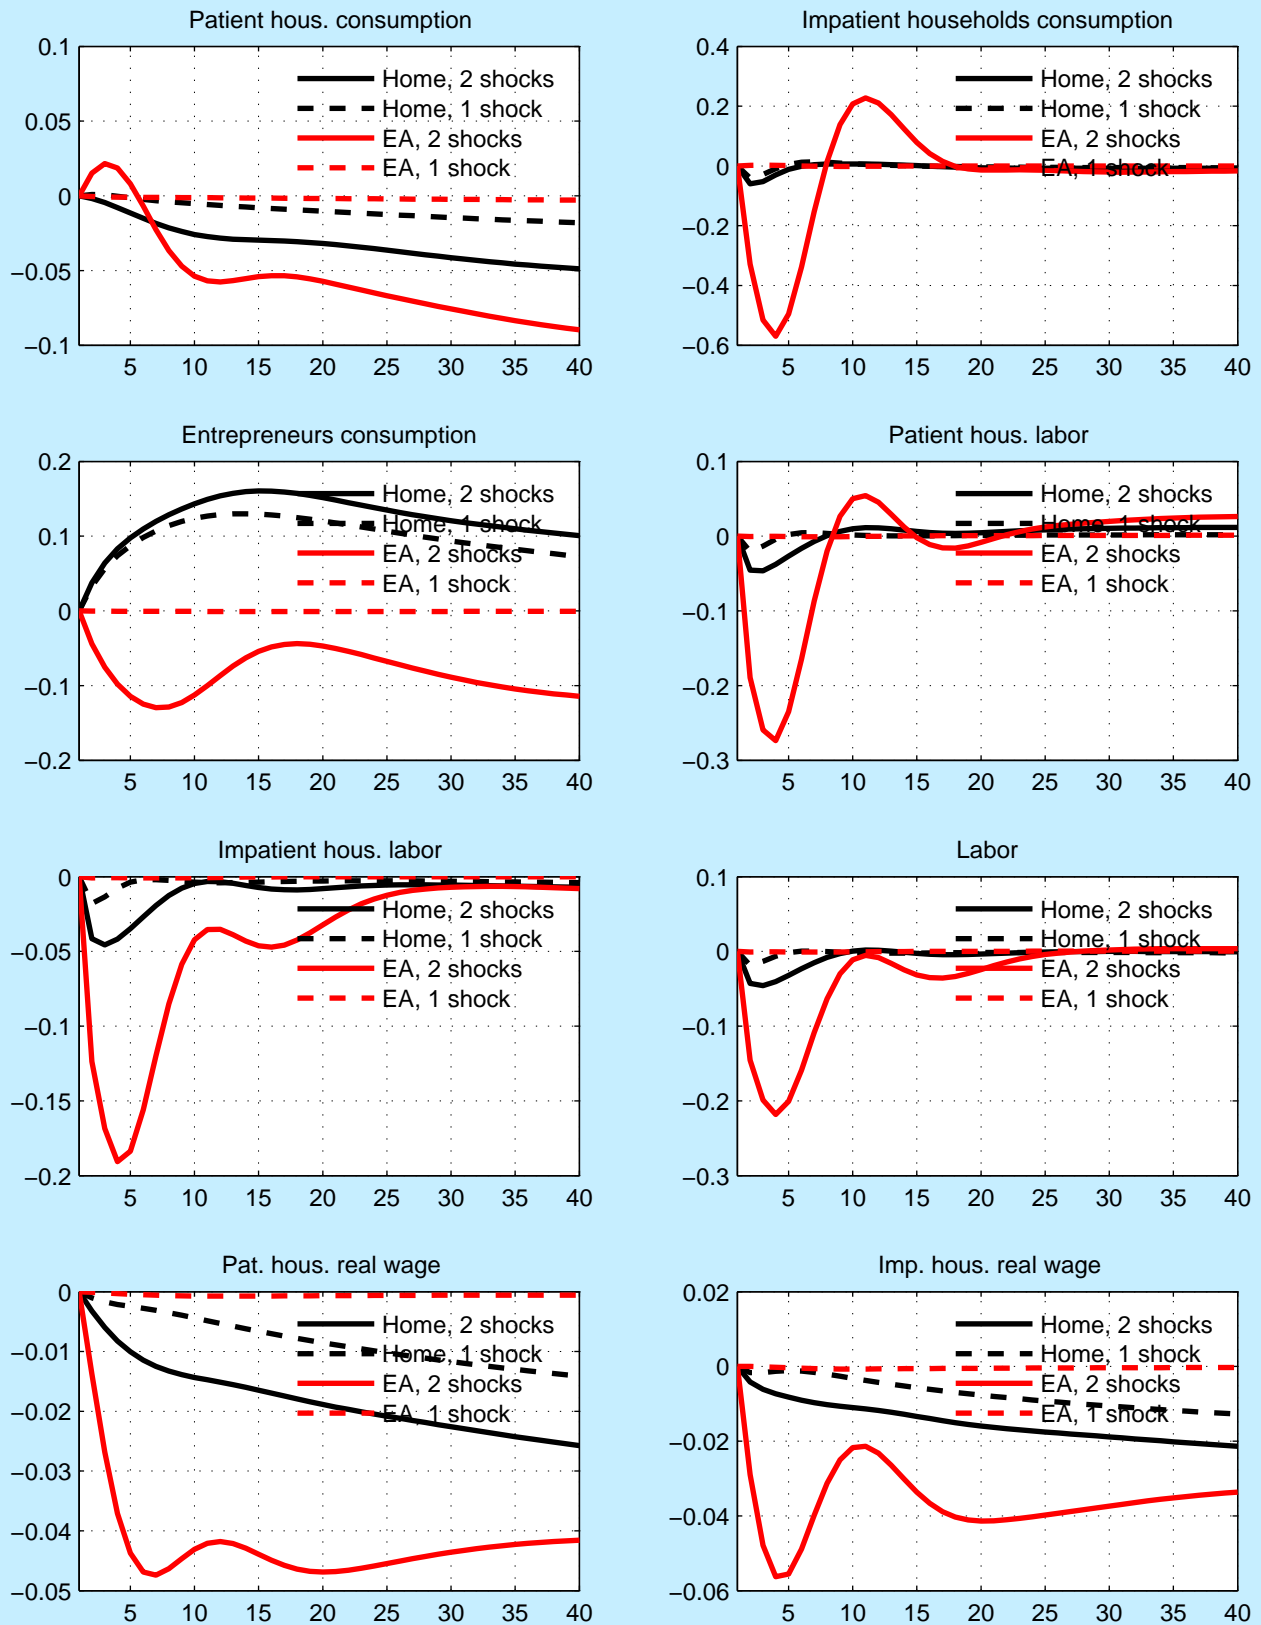 Patient hous. consumption
0.1
0.05
0
−0.05
−0.1
Home, 2 shocks
Home, 1 shock
EA, 2 shocks
EA, 1 shock
5 10 15 20 25 30 35 40
Impatient households consumption
0.4
0.2
0
−0.2
−0.4
−0.6
Home, 2 shocks
Home, 1 shock
EA, 2 shocks
EA, 1 shock
5 10 15 20 25 30 35 40
Entrepreneurs consumption
0.2
0.1
0
−0.1
−0.2
Home, 2 shocks
Home, 1 shock
EA, 2 shocks
EA, 1 shock
5 10 15 20 25 30 35 40
Patient hous. labor
0.1
0
−0.1
−0.2
−0.3
Home, 2 shocks
Home, 1 shock
EA, 2 shocks
EA, 1 shock
5 10 15 20 25 30 35 40
Impatient hous. labor
0
−0.05
−0.1
−0.15
−0.2
Home, 2 shocks
Home, 1 shock
EA, 2 shocks
EA, 1 shock
5 10 15 20 25 30 35 40
Labor
0.1
0
−0.1
−0.2
−0.3
Home, 2 shocks
Home, 1 shock
EA, 2 shocks
EA, 1 shock
5 10 15 20 25 30 35 40
Pat. hous. real wage
0
−0.01
−0.02
−0.03
−0.04
−0.05
Home, 2 shocks
Home, 1 shock
EA, 2 shocks
EA, 1 shock
5 10 15 20 25 30 35 40
Imp. hous. real wage
0.02
0
−0.02
−0.04
−0.06
Home, 2 shocks
Home, 1 shock
EA, 2 shocks
EA, 1 shock
5 10 15 20 25 30 35 40